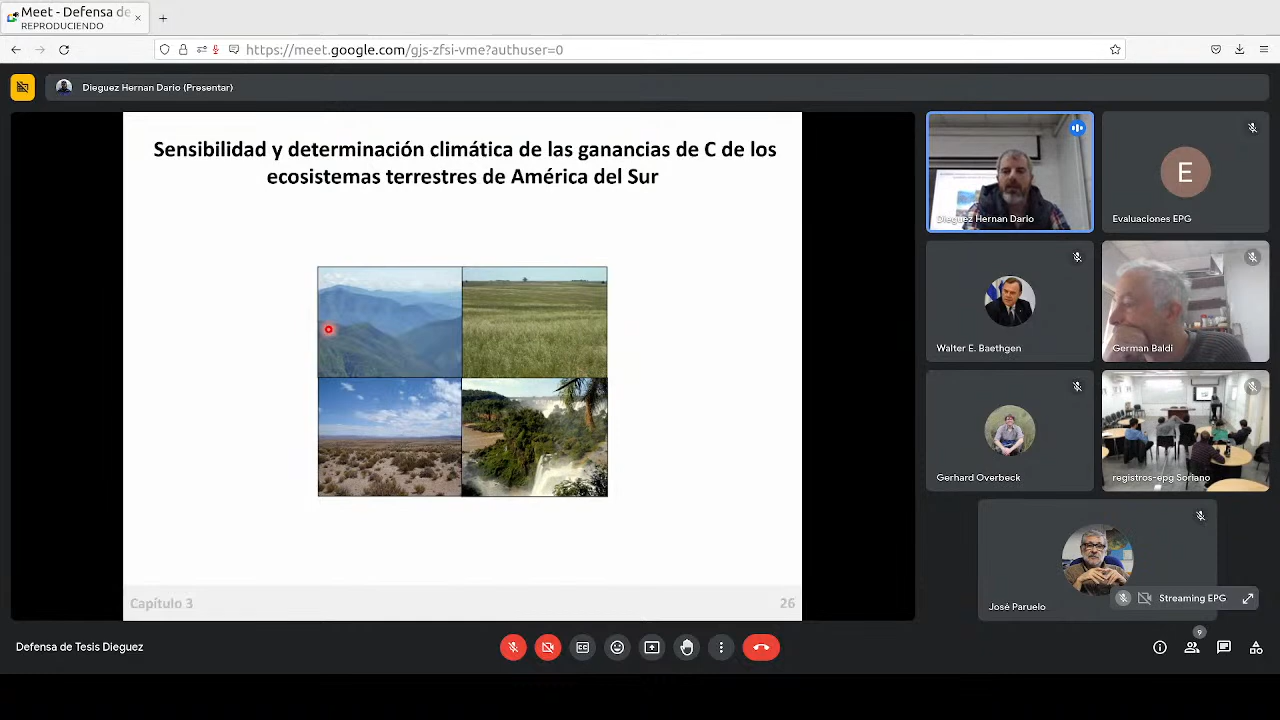 Meet - Defensa de
REPRODUCIENDO
https://meet.google.com/gjs-zfsi-vme?authuser=0
Dieguez Hernan Dario (Presentar)
Sensibilidad y determinación climática de las ganancias de C de los
ecosistemas terrestres de América del Sur
Capítulo 3
26
Dieguez Hernan Dario
E
Evaluaciones EPG
Walter E. Baethgen
German Baldi
Gerhard Overbeck
registros-epg Soriano
José Paruelo
Streaming EPG
Defensa de Tesis Dieguez
9